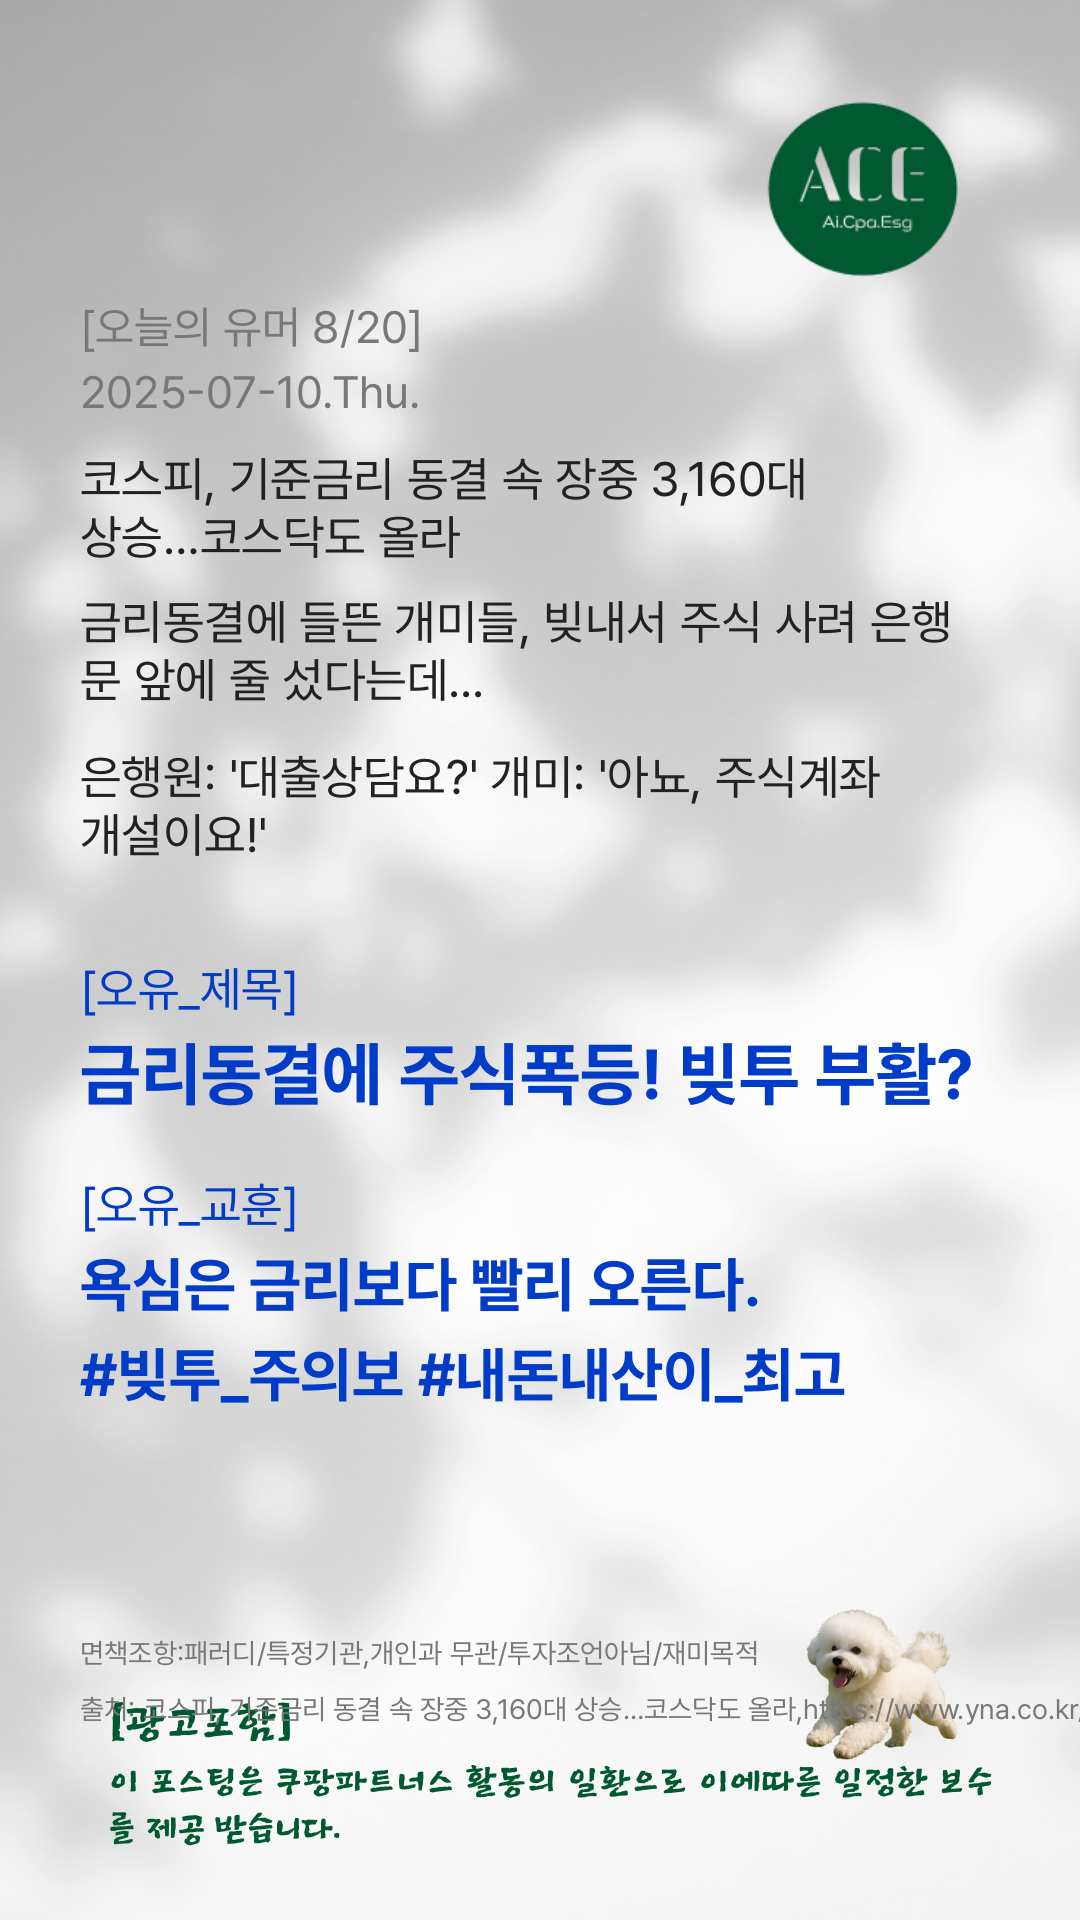 ACE
Ai.Cpa.Esg
[오늘의 유머 8/20]
2025-07-10.Thu.
코스피, 기준금리 동결 속 장중 3,160대
상승...코스닥도 올라
금리동결에 들뜬 개미들, 빚내서 주식 사려 은행
문 앞에 줄 섰다는데...
은행원: '대출상담요?' 개미: '아뇨, 주식계좌
개설이요!'
[오유_제목]
금리동결에 주식폭등! 빚투 부활?
[오유_교훈]
욕심은 금리보다 빨리 오른다.
#빚투_주의보 #내돈내산이_최고
면책조항:패러디/특정기관,개인과 무관/투자조언아님/재미목적
출처: 코스피, 기준금리 동결 속 장중 3,160대 상승...코스닥도 올라,https://www.yna.co.kr/
[광고포함]
이 포스팅은 쿠팡파트너스 활동의 일환으로 이에따른 일정한 보수
를 제공 받습니다.